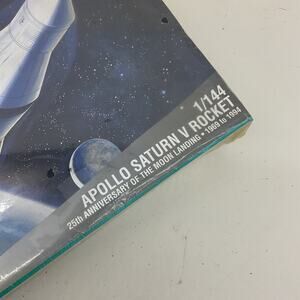 1/144
APOLLO SATURN V ROCKET
25th ANNIVERSARY OF THE MOON LANDING • 1969 to 1994